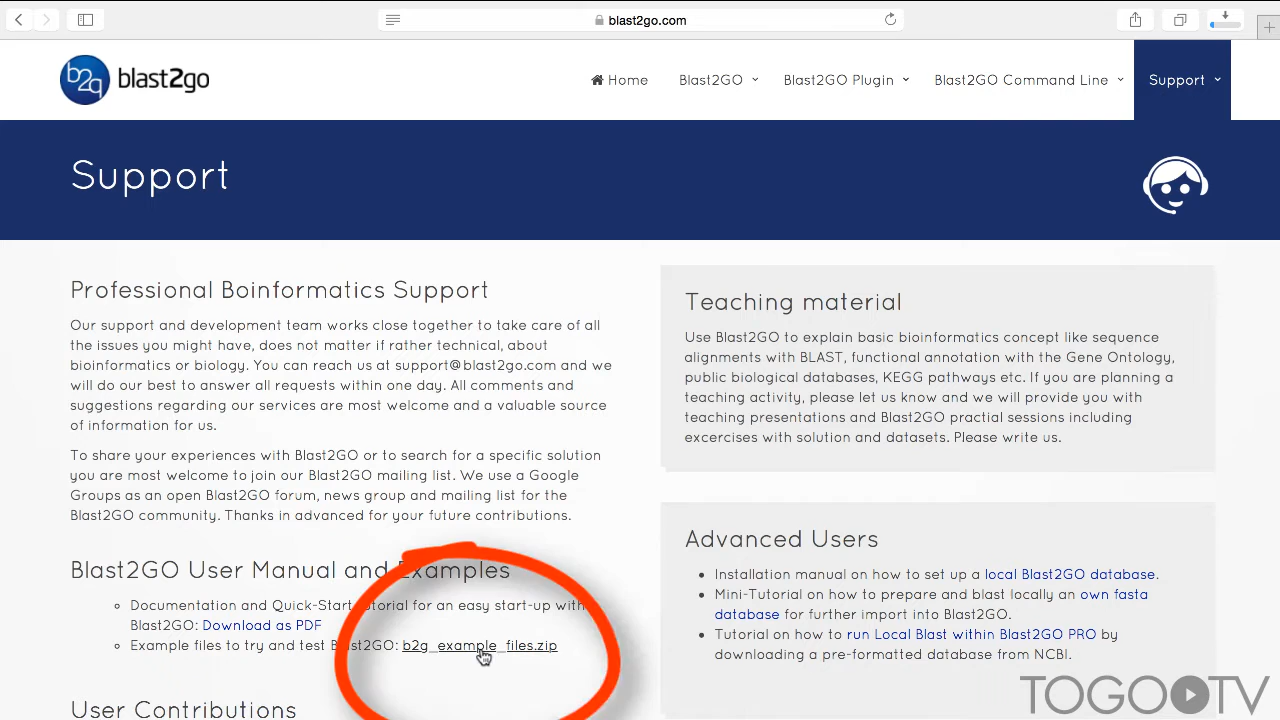 blast2go.com
b2g blast2go
Home Blast2GO Blast2GO Plugin Blast2GO Command Line Support
Support
Professional Boinformatics Support
Our support and development team works close together to take care of all
the issues you might have, does not matter if rather technical, about
bioinformatics or biology. You can reach us at support@blast2go.com and we
will do our best to answer all requests within one day. All comments and
suggestions regarding our services are most welcome and a valuable source
of information for us.
To share your experiences with Blast2GO or to search for a specific solution
you are most welcome to join our Blast2GO mailing list. We use a Google
Groups as an open Blast2GO forum, news group and mailing list for the
Blast2GO community. Thanks in advanced for your future contributions.
Blast2GO User Manual and Examples
Documentation and Quick-Start tutorial for an easy start-up with
Blast2GO: Download as PDF
Example files to try and test Blast2GO: b2g_example_files.zip
User Contributions
Teaching material
Use Blast2GO to explain basic bioinformatics concept like sequence
alignments with BLAST, functional annotation with the Gene Ontology,
public biological databases, KEGG pathways etc. If you are planning a
teaching activity, please let us know and we will provide you with
teaching presentations and Blast2GO practial sessions including
excercises with solution and datasets. Please write us.
Advanced Users
Installation manual on how to set up a local Blast2GO database.
Mini-Tutorial on how to prepare and blast locally an own fasta
database for further import into Blast2GO.
Tutorial on how to run Local Blast within Blast2GO PRO by
downloading a pre-formatted database from NCBI.
TOGO TV